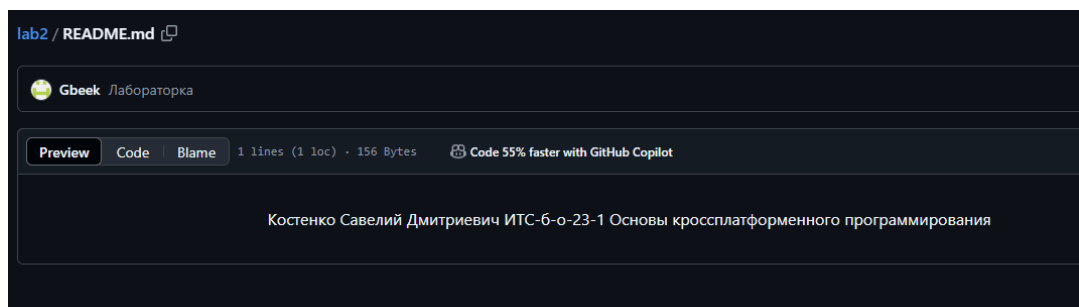 lab2 / README.md
Gbeek Лабораторка
Preview Code Blame 1 lines (1 loc) · 156 Bytes Code 55% faster with GitHub Copilot
Костенко Савелий Дмитриевич ИТС-б-о-23-1 Основы кроссплатформенного программирования